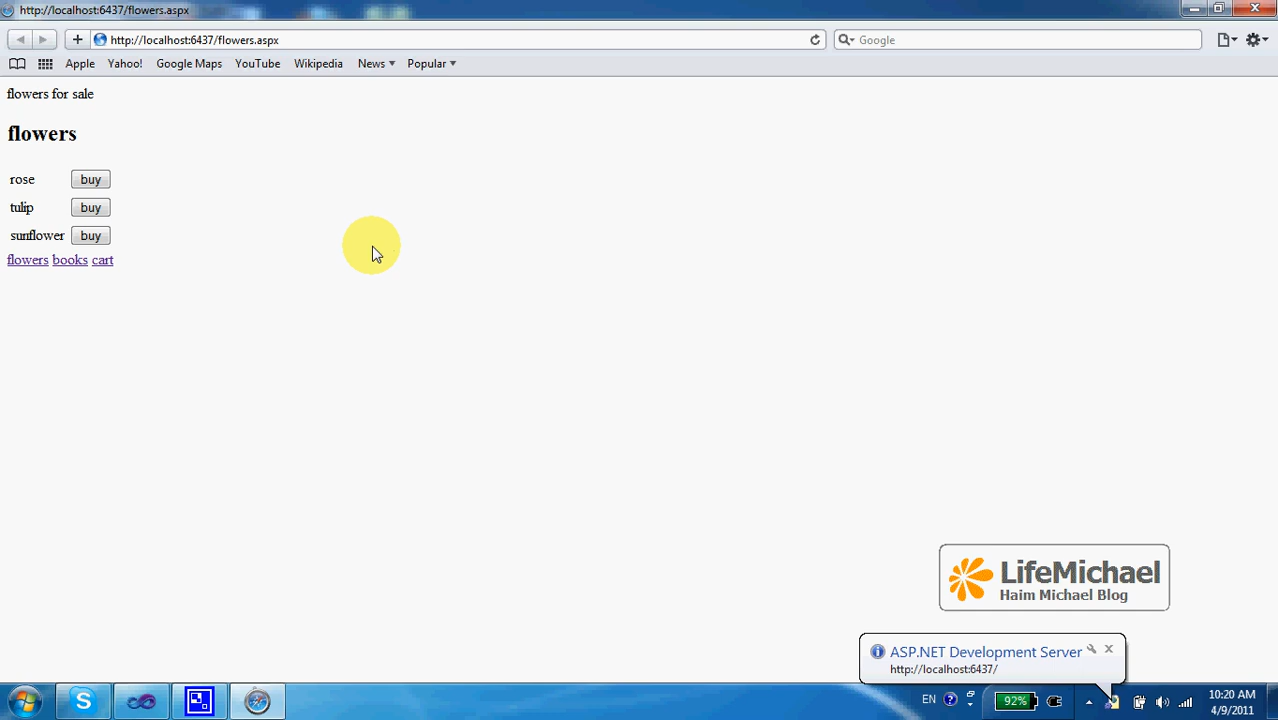 http://localhost:6437/flowers.aspx
http://localhost:6437/flowers.aspx
Google
Apple Yahoo! Google Maps YouTube Wikipedia News Popular
flowers for sale
flowers
rose buy
tulip buy
sunflower buy
flowers books cart
LifeMichael
Haim Michael Blog
ASP.NET Development Server
http://localhost:6437/
EN 92% 10:20 AM
4/9/2011